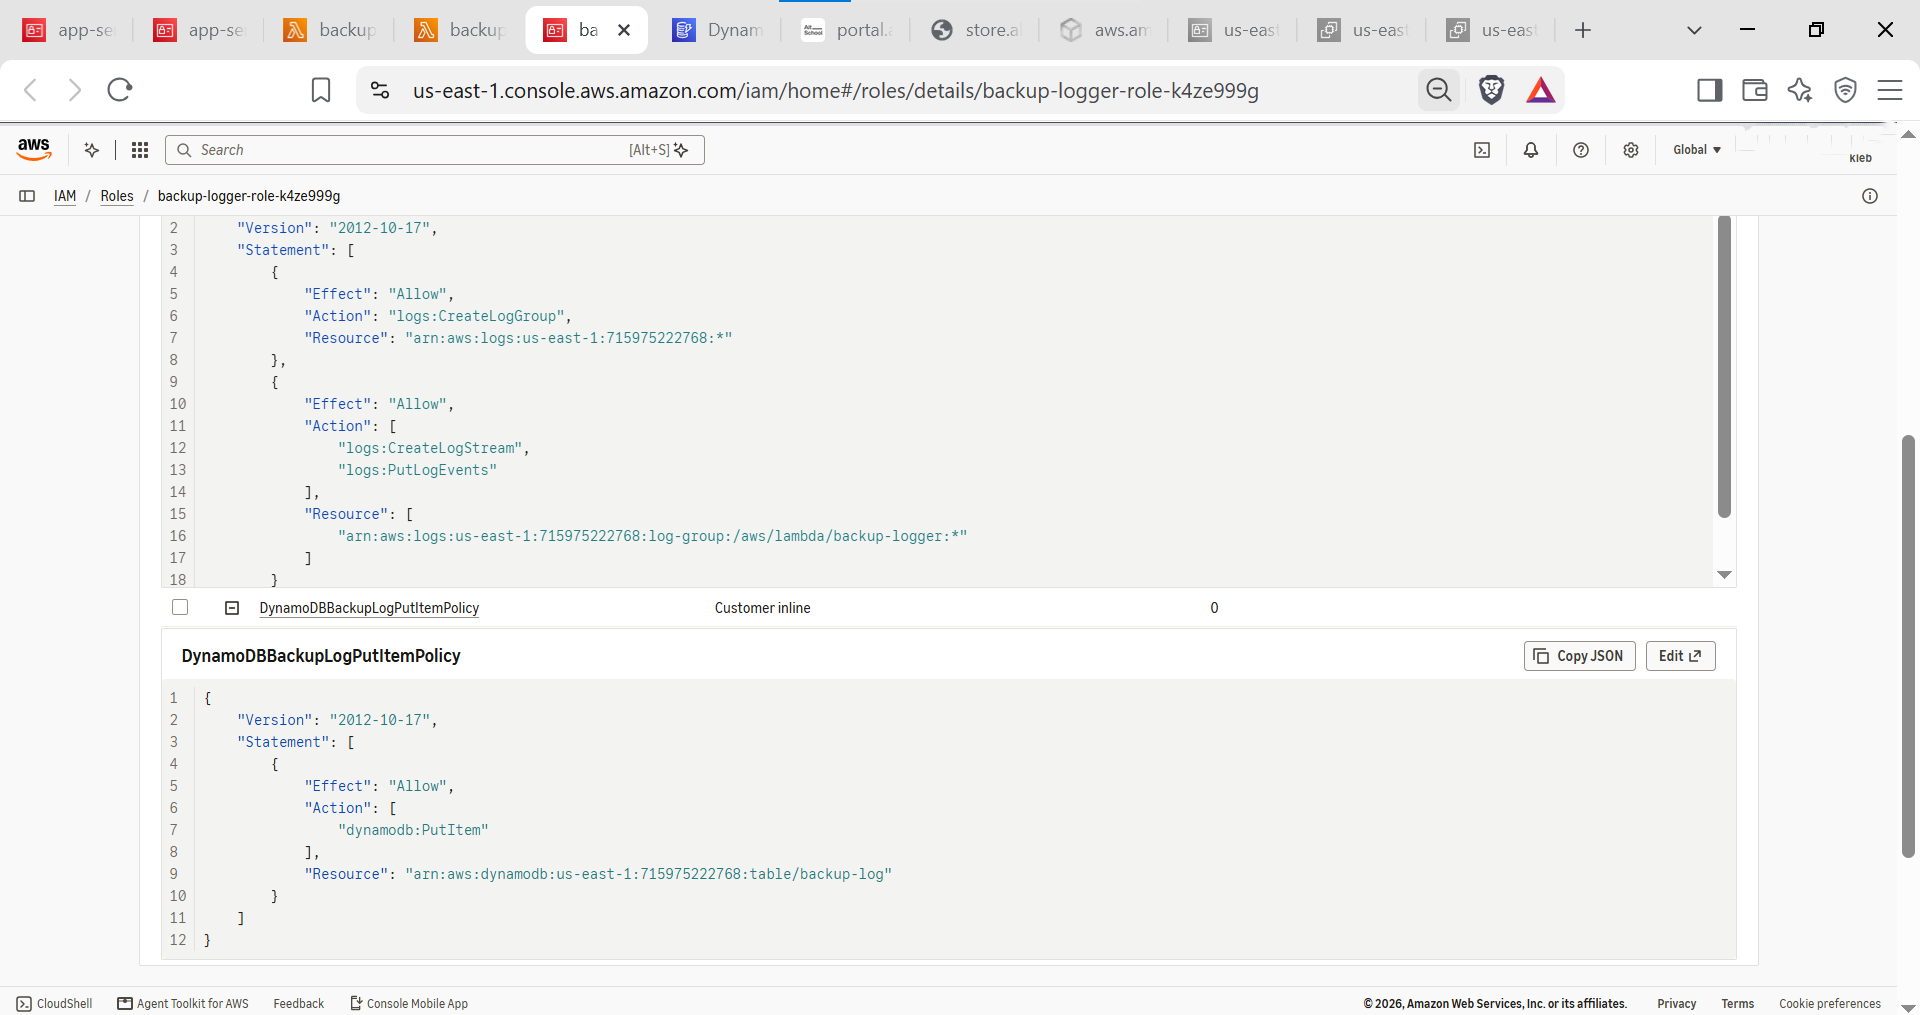 app-se
app-se
backup
backup
ba
Dynam
portal.
store.al
aws.am
us-east
us-east
us-eas
us-east-1.console.aws.amazon.com/iam/home#/roles/details/backup-logger-role-k4ze999g
aws
Search
[Alt+S]
Global
kleb
IAM / Roles / backup-logger-role-k4ze999g
2 "Version": "2012-10-17",
3 "Statement": [
4 {
5 "Effect": "Allow",
6 "Action": "logs:CreateLogGroup",
7 "Resource": "arn:aws:logs:us-east-1:715975222768:*"
8 },
9 {
10 "Effect": "Allow",
11 "Action": [
12 "logs:CreateLogStream",
13 "logs:PutLogEvents"
14 ],
15 "Resource": [
16 "arn:aws:logs:us-east-1:715975222768:log-group:/aws/lambda/backup-logger:*"
17 ]
18 }
DynamoDBBackupLogPutItemPolicy Customer inline 0
DynamoDBBackupLogPutItemPolicy
Copy JSON
Edit
1 {
2 "Version": "2012-10-17",
3 "Statement": [
4 {
5 "Effect": "Allow",
6 "Action": [
7 "dynamodb:PutItem"
8 ],
9 "Resource": "arn:aws:dynamodb:us-east-1:715975222768:table/backup-log"
10 }
11 ]
12 }
CloudShell Agent Toolkit for AWS Feedback Console Mobile App © 2026, Amazon Web Services, Inc. or its affiliates. Privacy Terms Cookie preferences